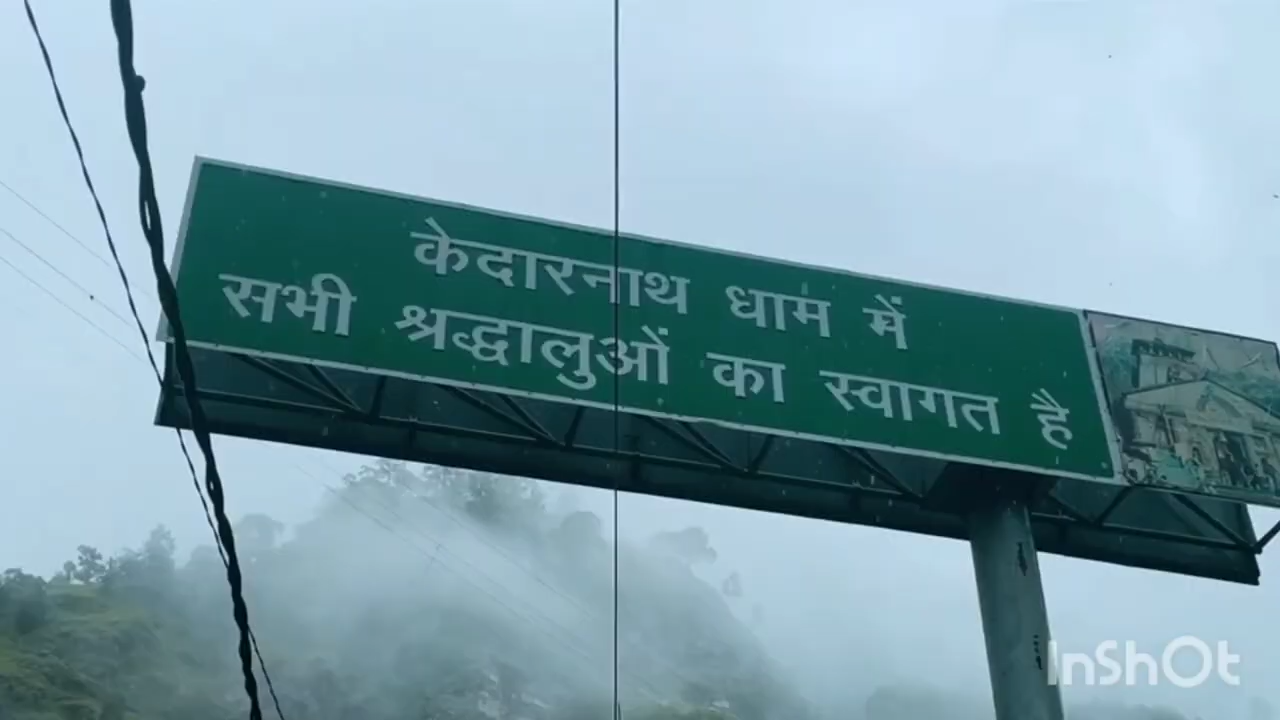 केदारनाथ धाम में
सभी श्रद्धालुओं का स्वागत है
InShOt